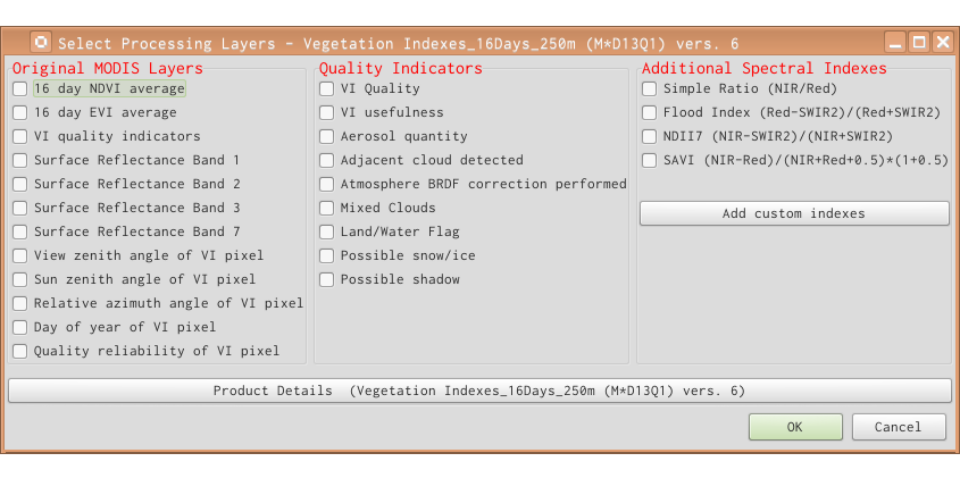 Select Processing Layers - Vegetation Indexes_16Days_250m (M*D13Q1) vers. 6
Original MODIS Layers
16 day NDVI average
16 day EVI average
VI quality indicators
Surface Reflectance Band 1
Surface Reflectance Band 2
Surface Reflectance Band 3
Surface Reflectance Band 7
View zenith angle of VI pixel
Sun zenith angle of VI pixel
Relative azimuth angle of VI pixel
Day of year of VI pixel
Quality reliability of VI pixel
Quality Indicators
VI Quality
VI usefulness
Aerosol quantity
Adjacent cloud detected
Atmosphere BRDF correction performed
Mixed Clouds
Land/Water Flag
Possible snow/ice
Possible shadow
Additional Spectral Indexes
Simple Ratio (NIR/Red)
Flood Index (Red-SWIR2)/(Red+SWIR2)
NDII7 (NIR-SWIR2)/(NIR+SWIR2)
SAVI (NIR-Red)/(NIR+Red+0.5)*(1+0.5)
Add custom indexes
Product Details (Vegetation Indexes_16Days_250m (M*D13Q1) vers. 6)
OK
Cancel